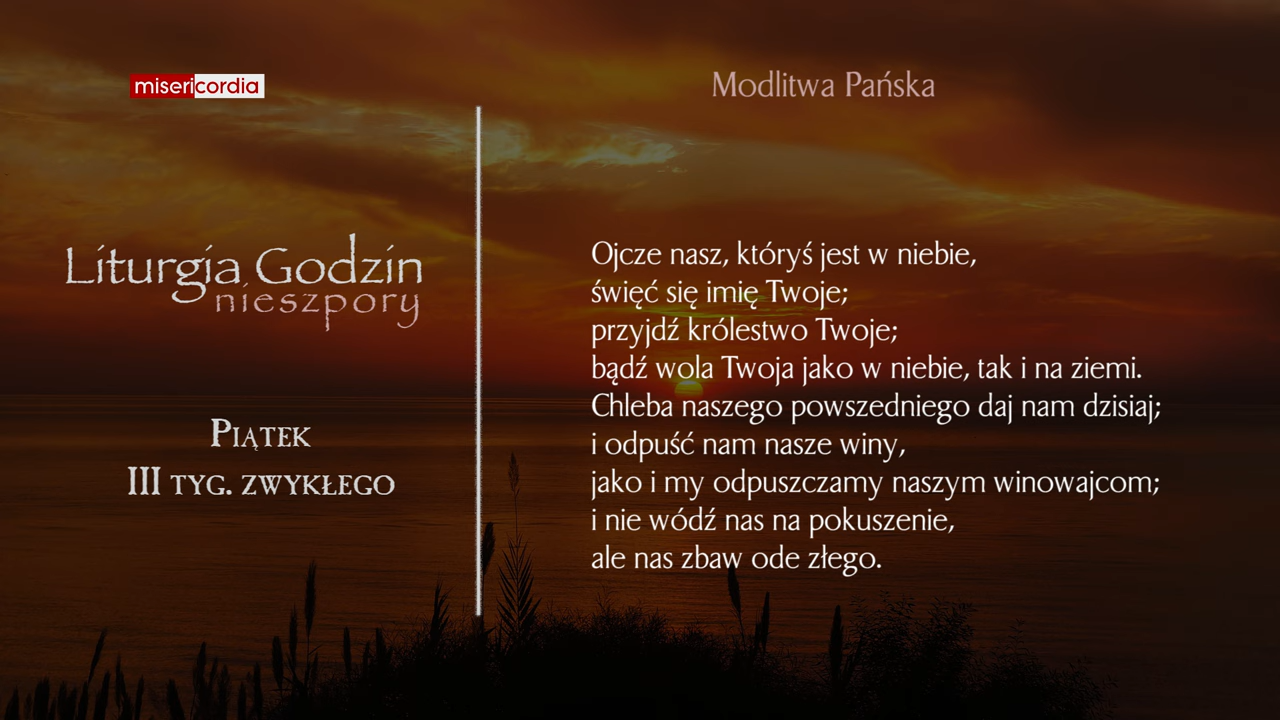 misericordia
Liturgia Godzin
nieszpory
Piątek
III tyg. zwykłego
Modlitwa Pańska
Ojcze nasz, któryś jest w niebie,
święć się imię Twoje;
przyjdź królestwo Twoje;
bądź wola Twoja jako w niebie, tak i na ziemi.
Chleba naszego powszedniego daj nam dzisiaj;
i odpuść nam nasze winy,
jako i my odpuszczamy naszym winowajcom;
i nie wódź nas na pokuszenie,
ale nas zbaw ode złego.